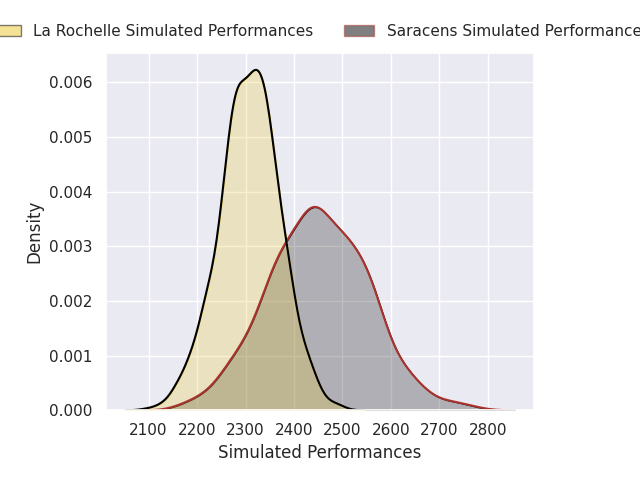 La Rochelle Simulated Performances
Saracens Simulated Performance
0.006
0.005
0.004
0.003
0.002
0.001
0.000
Density
2100 2200 2300 2400 2500 2600 2700 2800
Simulated Performances